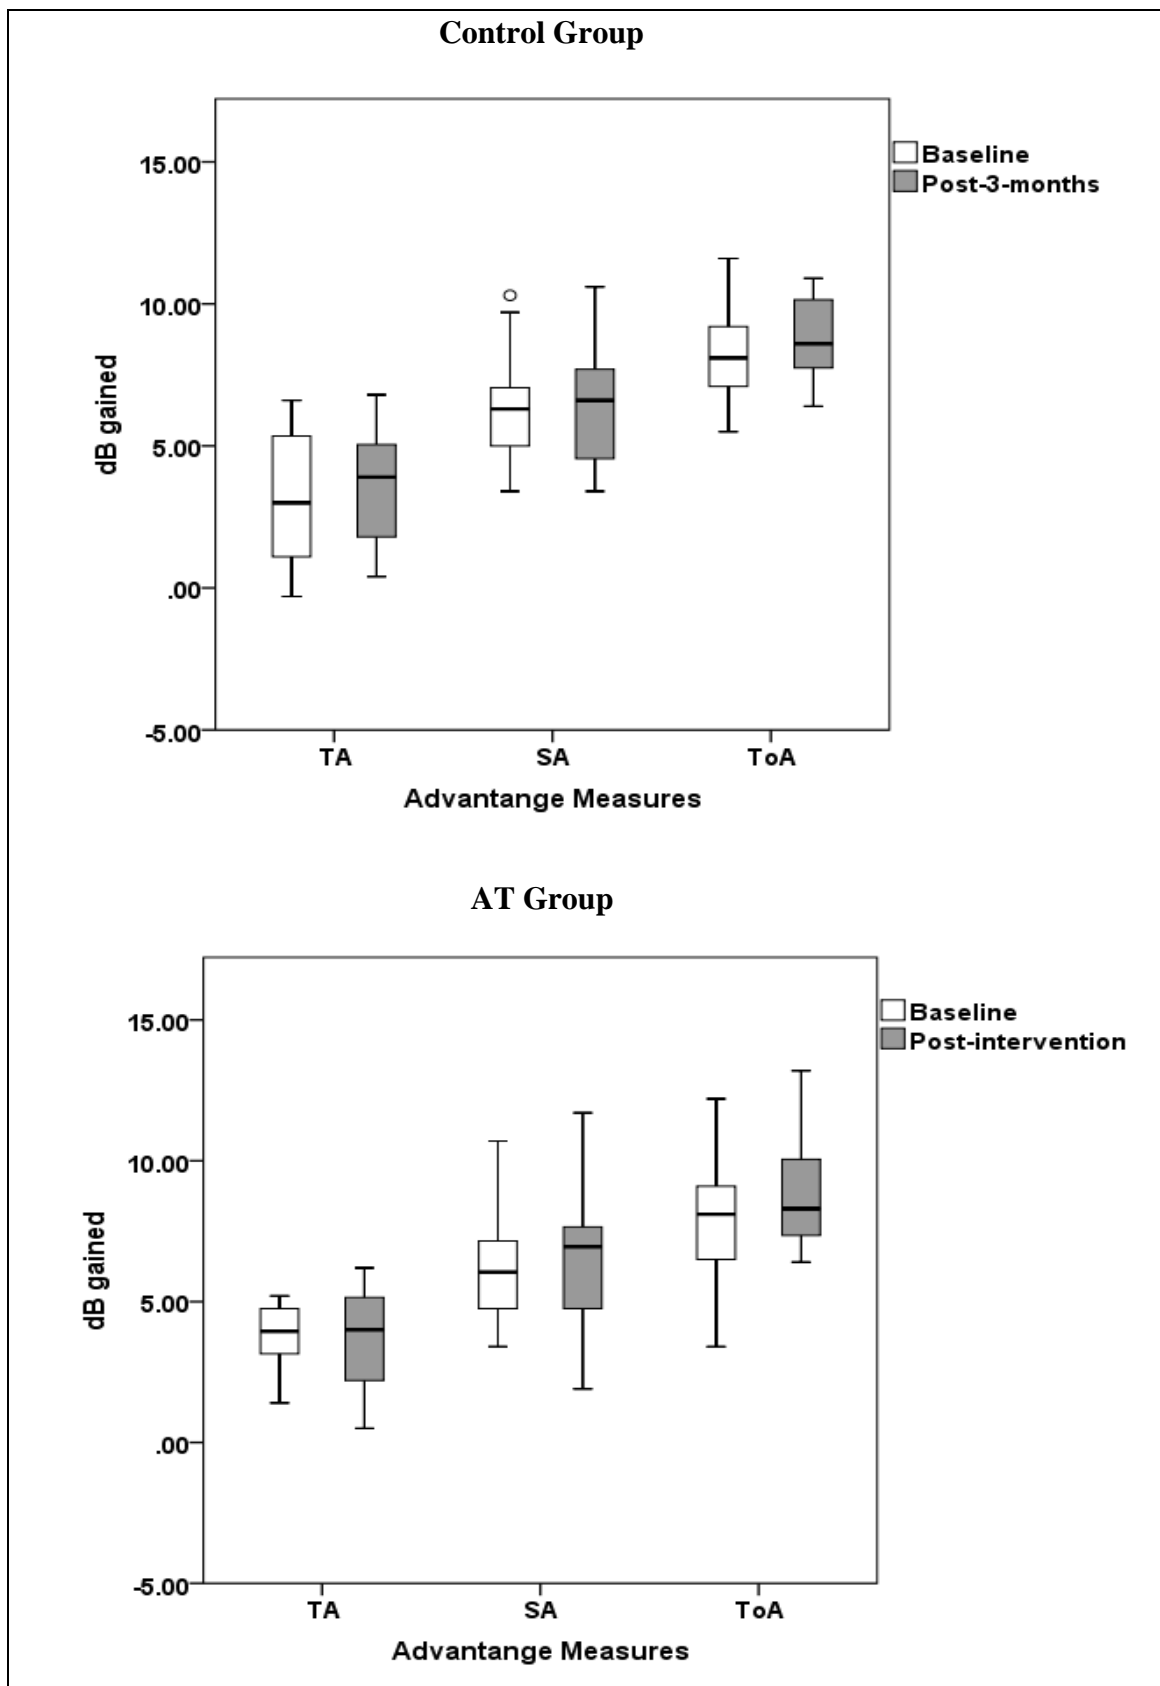 Control Group
15.00
10.00
5.00
.00
-5.00
dB gained
TA SA ToA
Advantange Measures
Baseline
Post-3-months
AT Group
15.00
10.00
5.00
.00
-5.00
dB gained
TA SA ToA
Advantange Measures
Baseline
Post-intervention